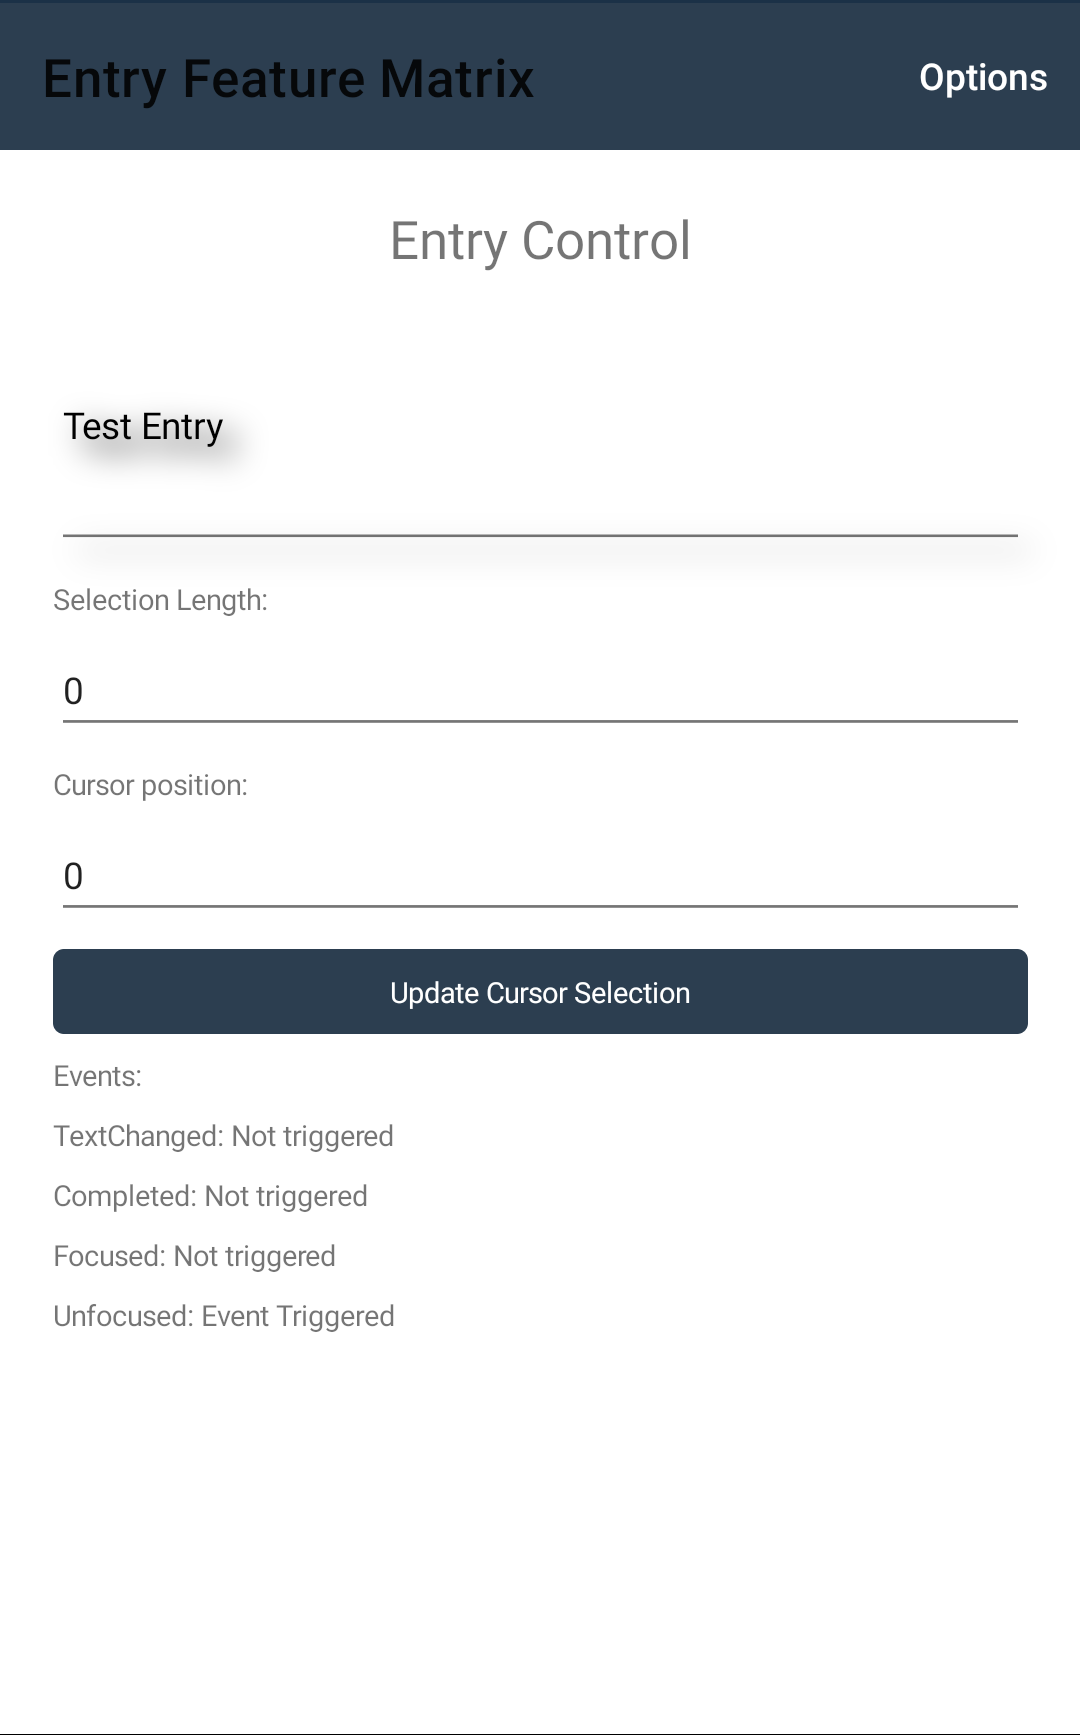 Entry Feature Matrix
Options
Entry Control
Test Entry
Selection Length:
0
Cursor position:
0
Update Cursor Selection
Events:
TextChanged: Not triggered
Completed: Not triggered
Focused: Not triggered
Unfocused: Event Triggered